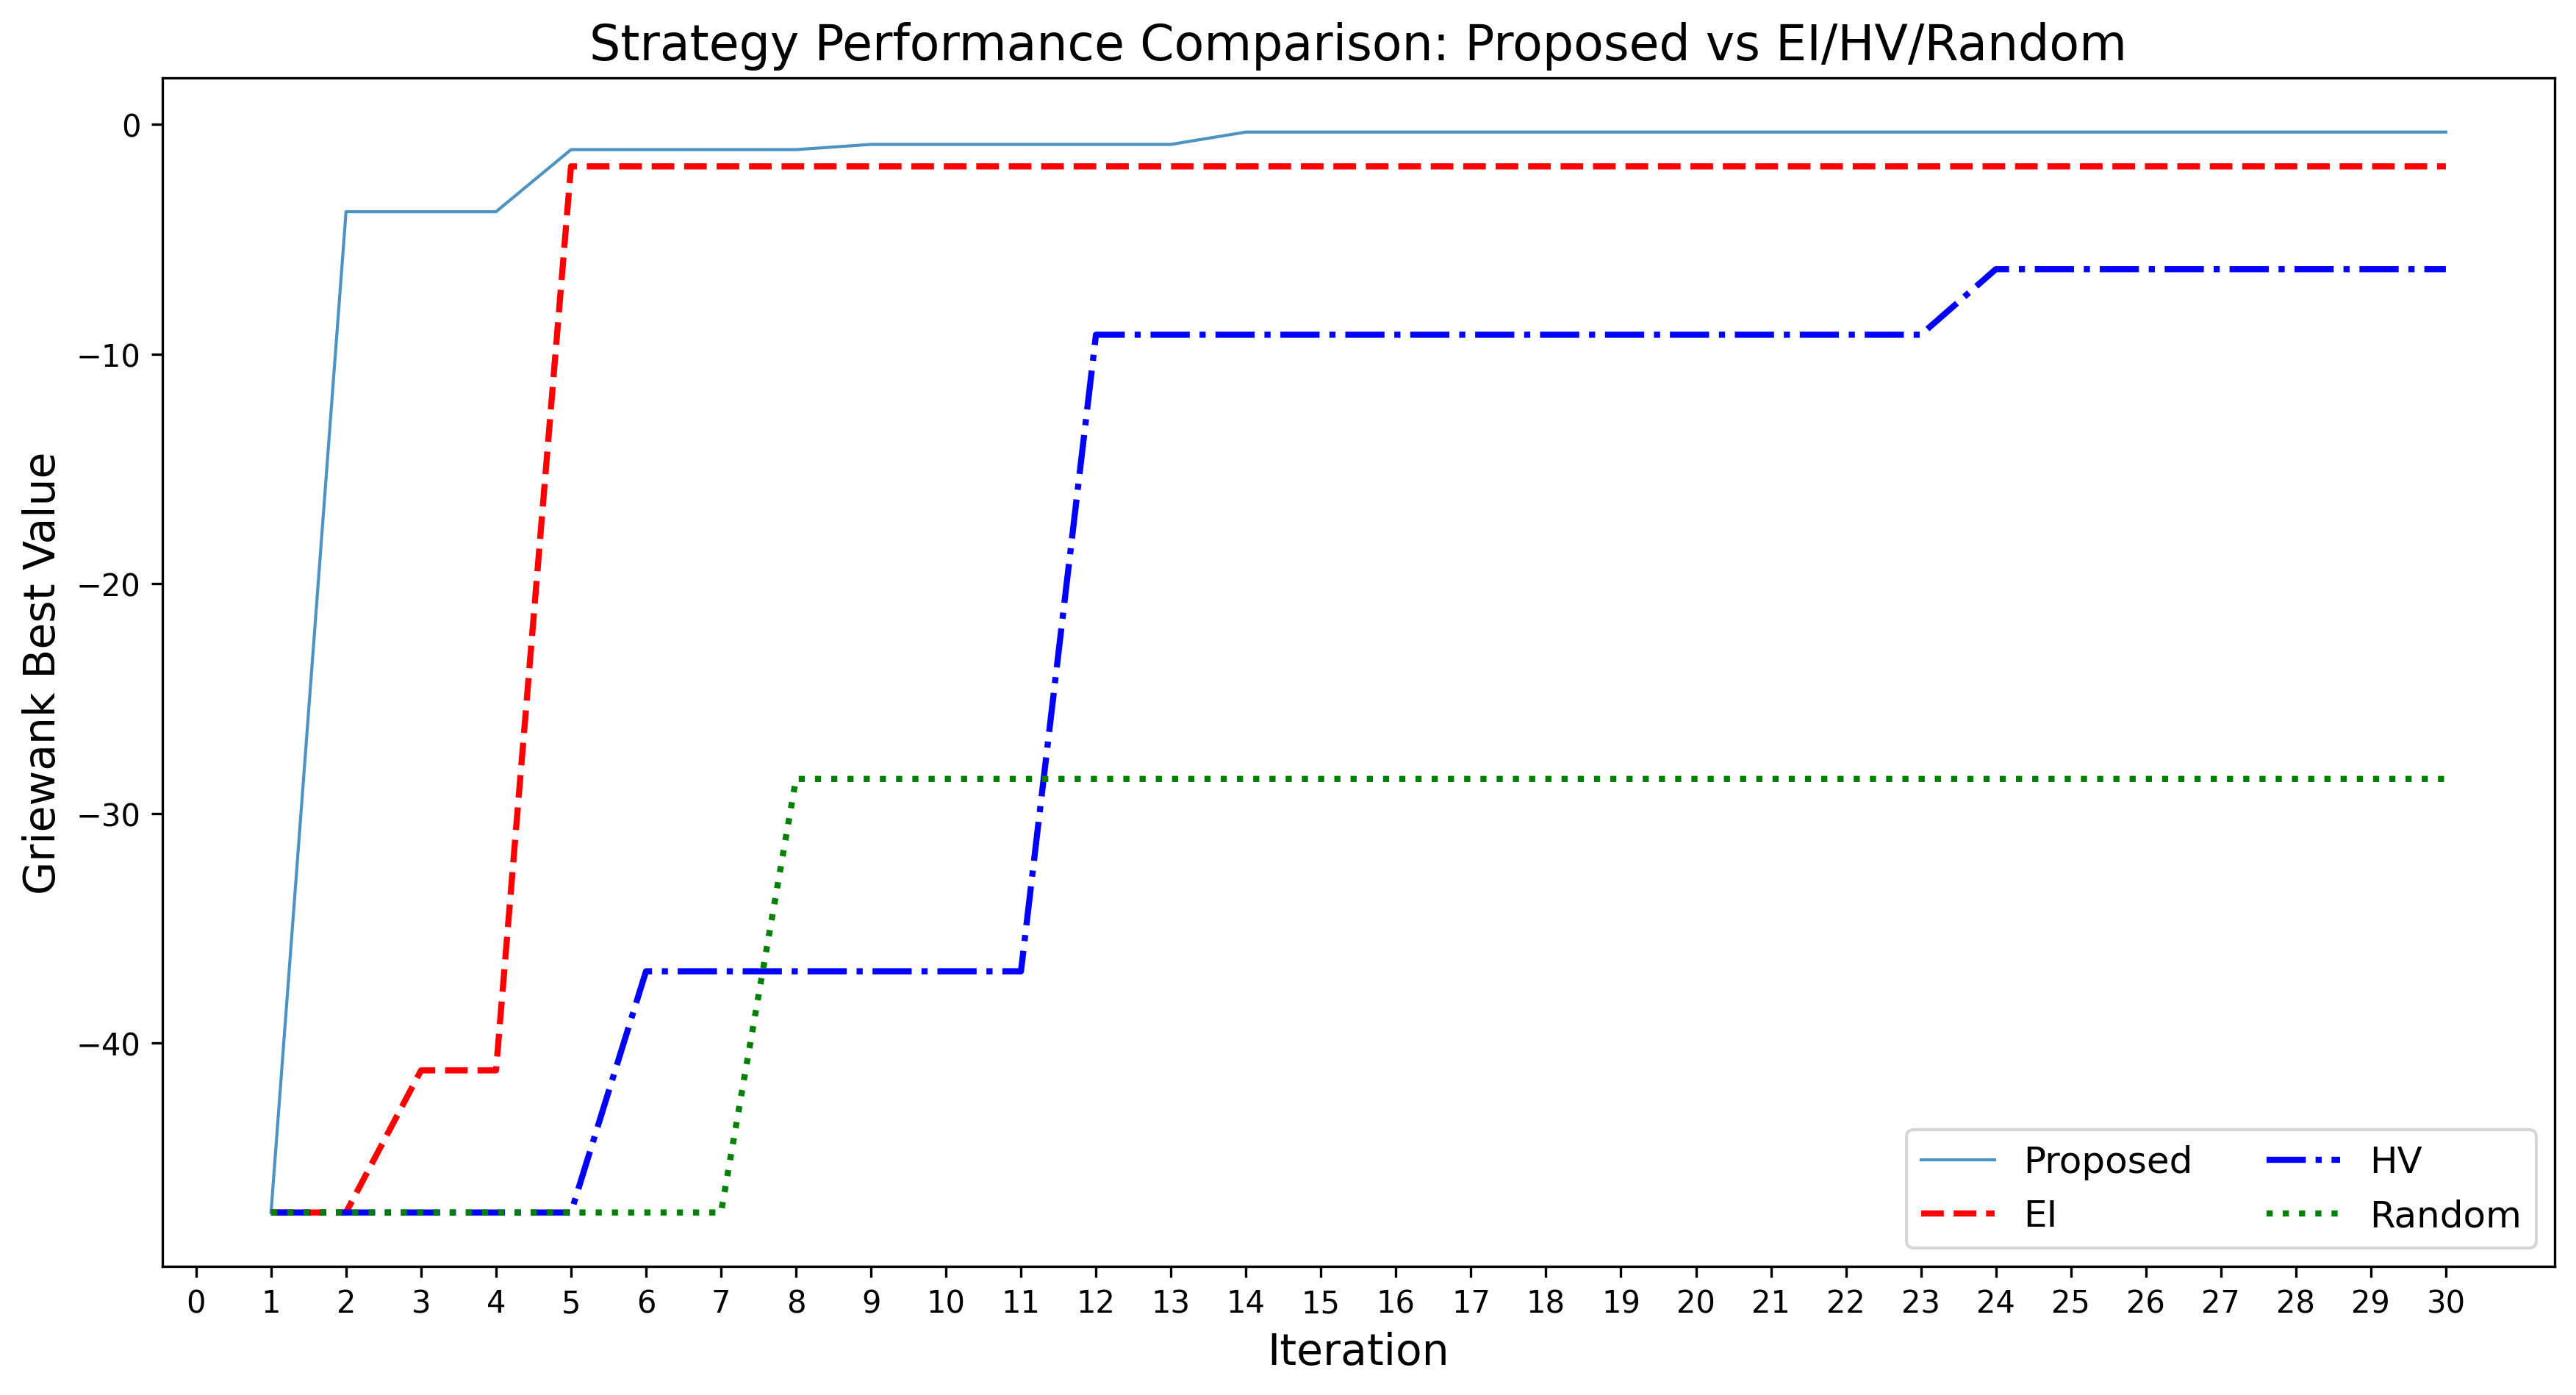 Strategy Performance Comparison: Proposed vs EI/HV/Random
Griewank Best Value
0
−10
−20
−30
−40
0 1 2 3 4 5 6 7 8 9 10 11 12 13 14 15 16 17 18 19 20 21 22 23 24 25 26 27 28 29 30
Iteration
Proposed
EI
HV
Random